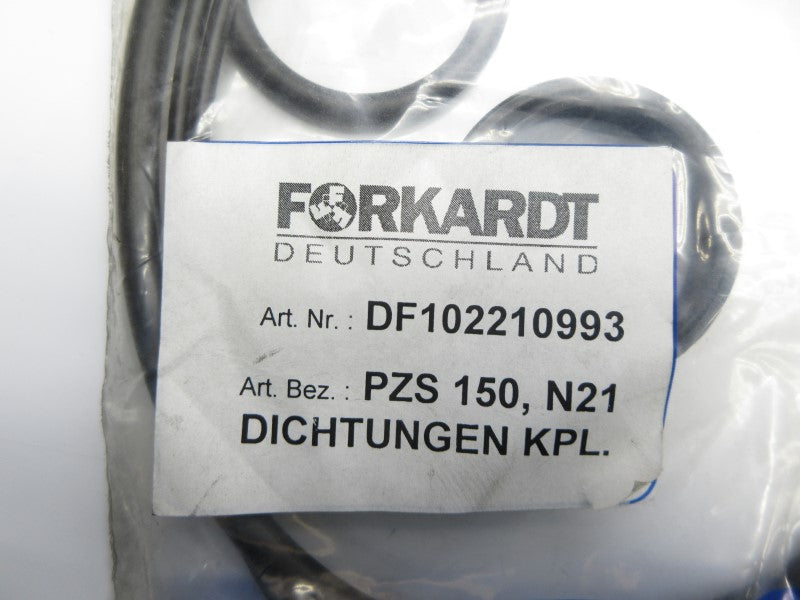 FORKARDT
DEUTSCHLAND
Art. Nr. : DF102210993
Art. Bez. : PZS 150, N21
DICHTUNGEN KPL.